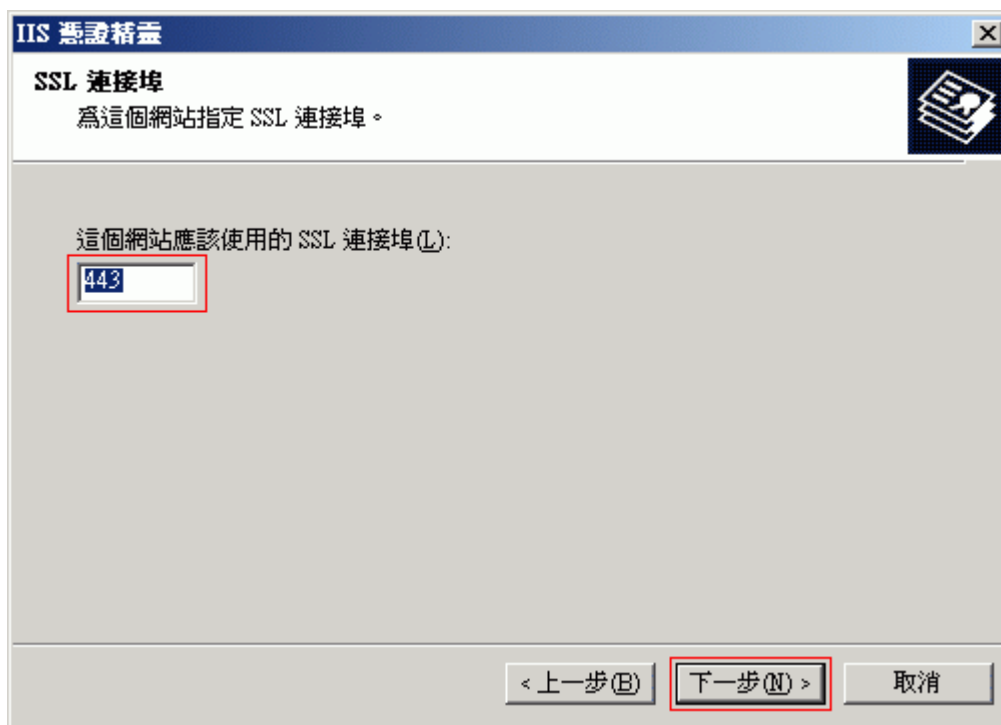 IIS 憑證精靈
SSL 連接埠
為這個網站指定 SSL 連接埠。
這個網站應該使用的 SSL 連接埠(L):
443
< 上一步(B)
下一步(N) >
取消